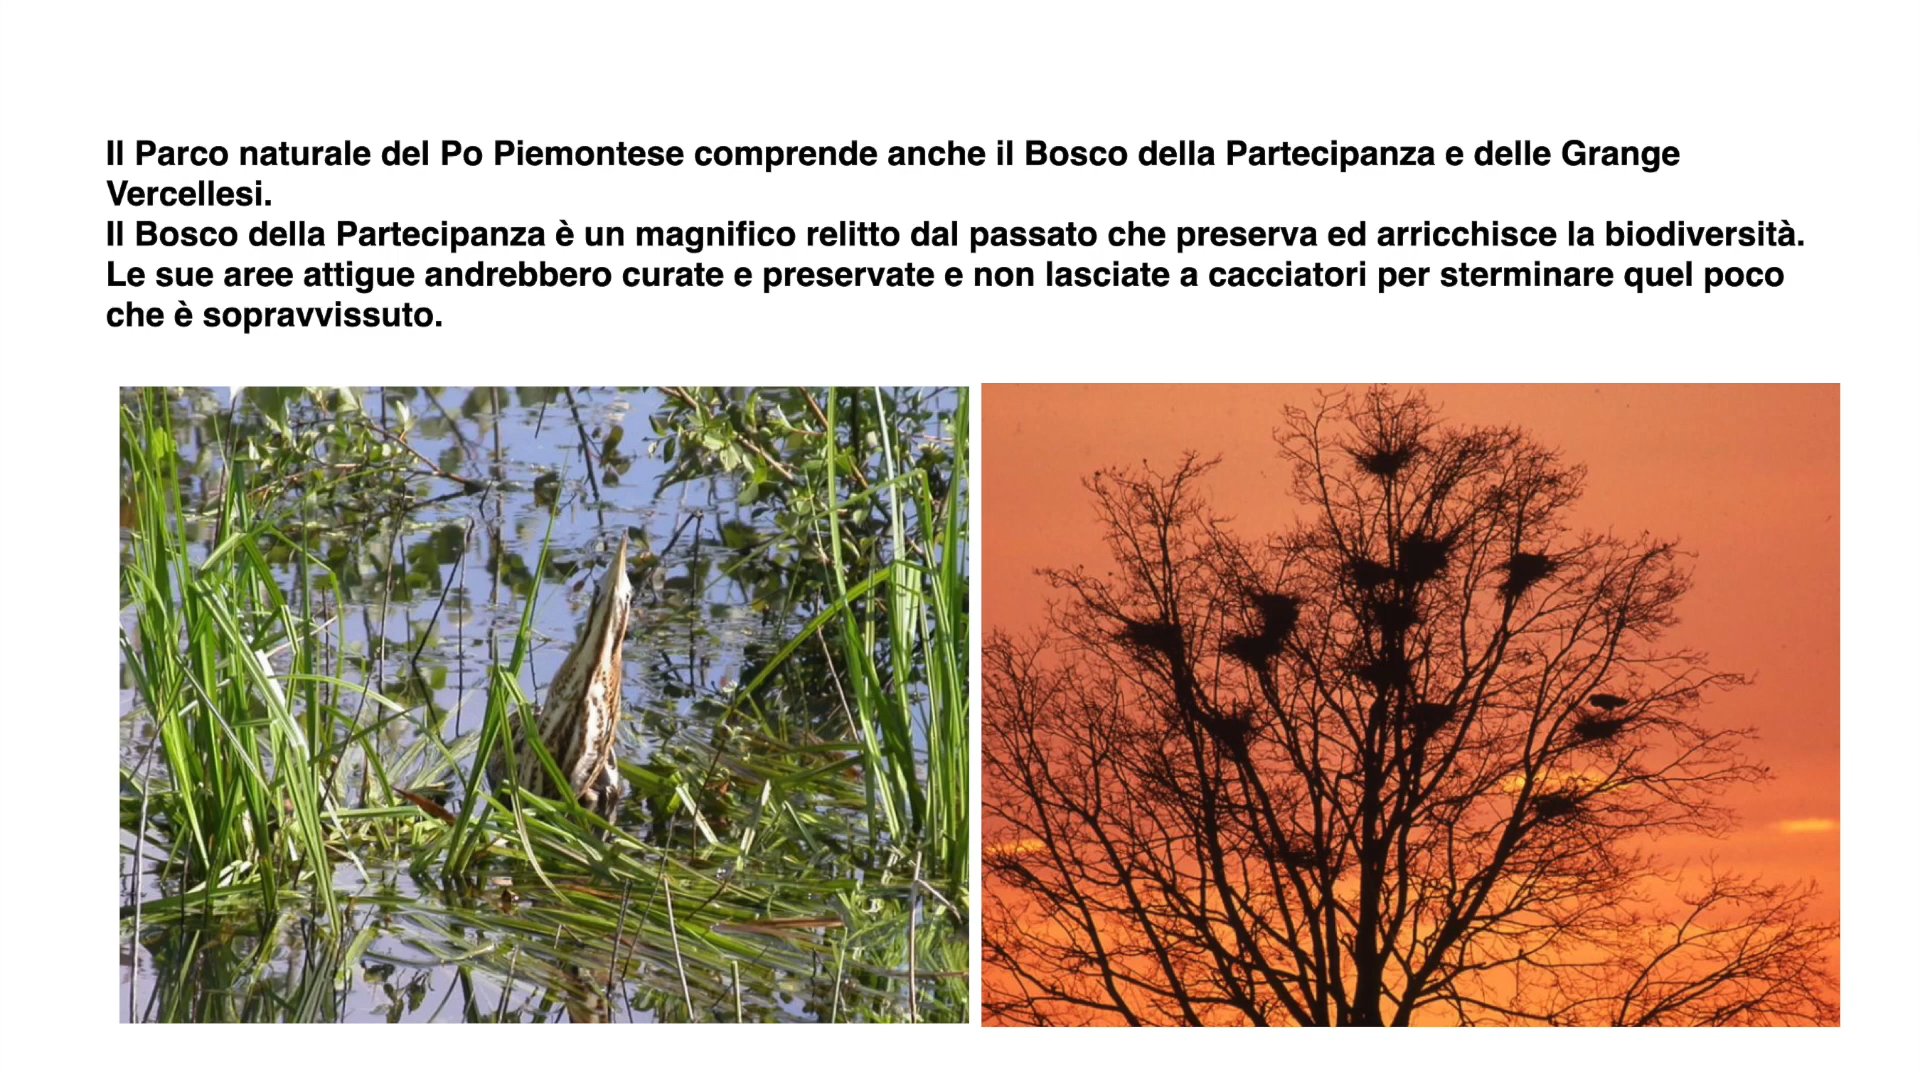 Il Parco naturale del Po Piemontese comprende anche il Bosco della Partecipanza e delle Grange
Vercellesi.
Il Bosco della Partecipanza è un magnifico relitto dal passato che preserva ed arricchisce la biodiversità.
Le sue aree attigue andrebbero curate e preservate e non lasciate a cacciatori per sterminare quel poco
che è sopravvissuto.